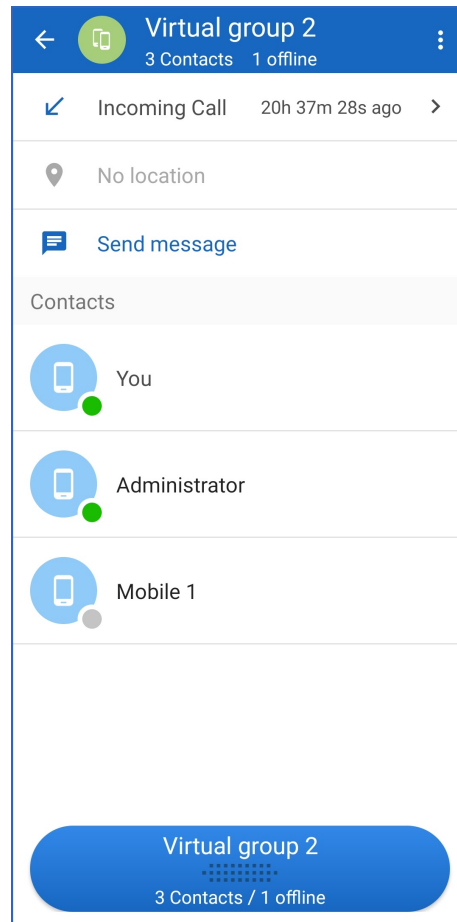 Virtual group 2
3 Contacts 1 offline
Incoming Call 20h 37m 28s ago
No location
Send message
Contacts
You
Administrator
Mobile 1
Virtual group 2
3 Contacts / 1 offline